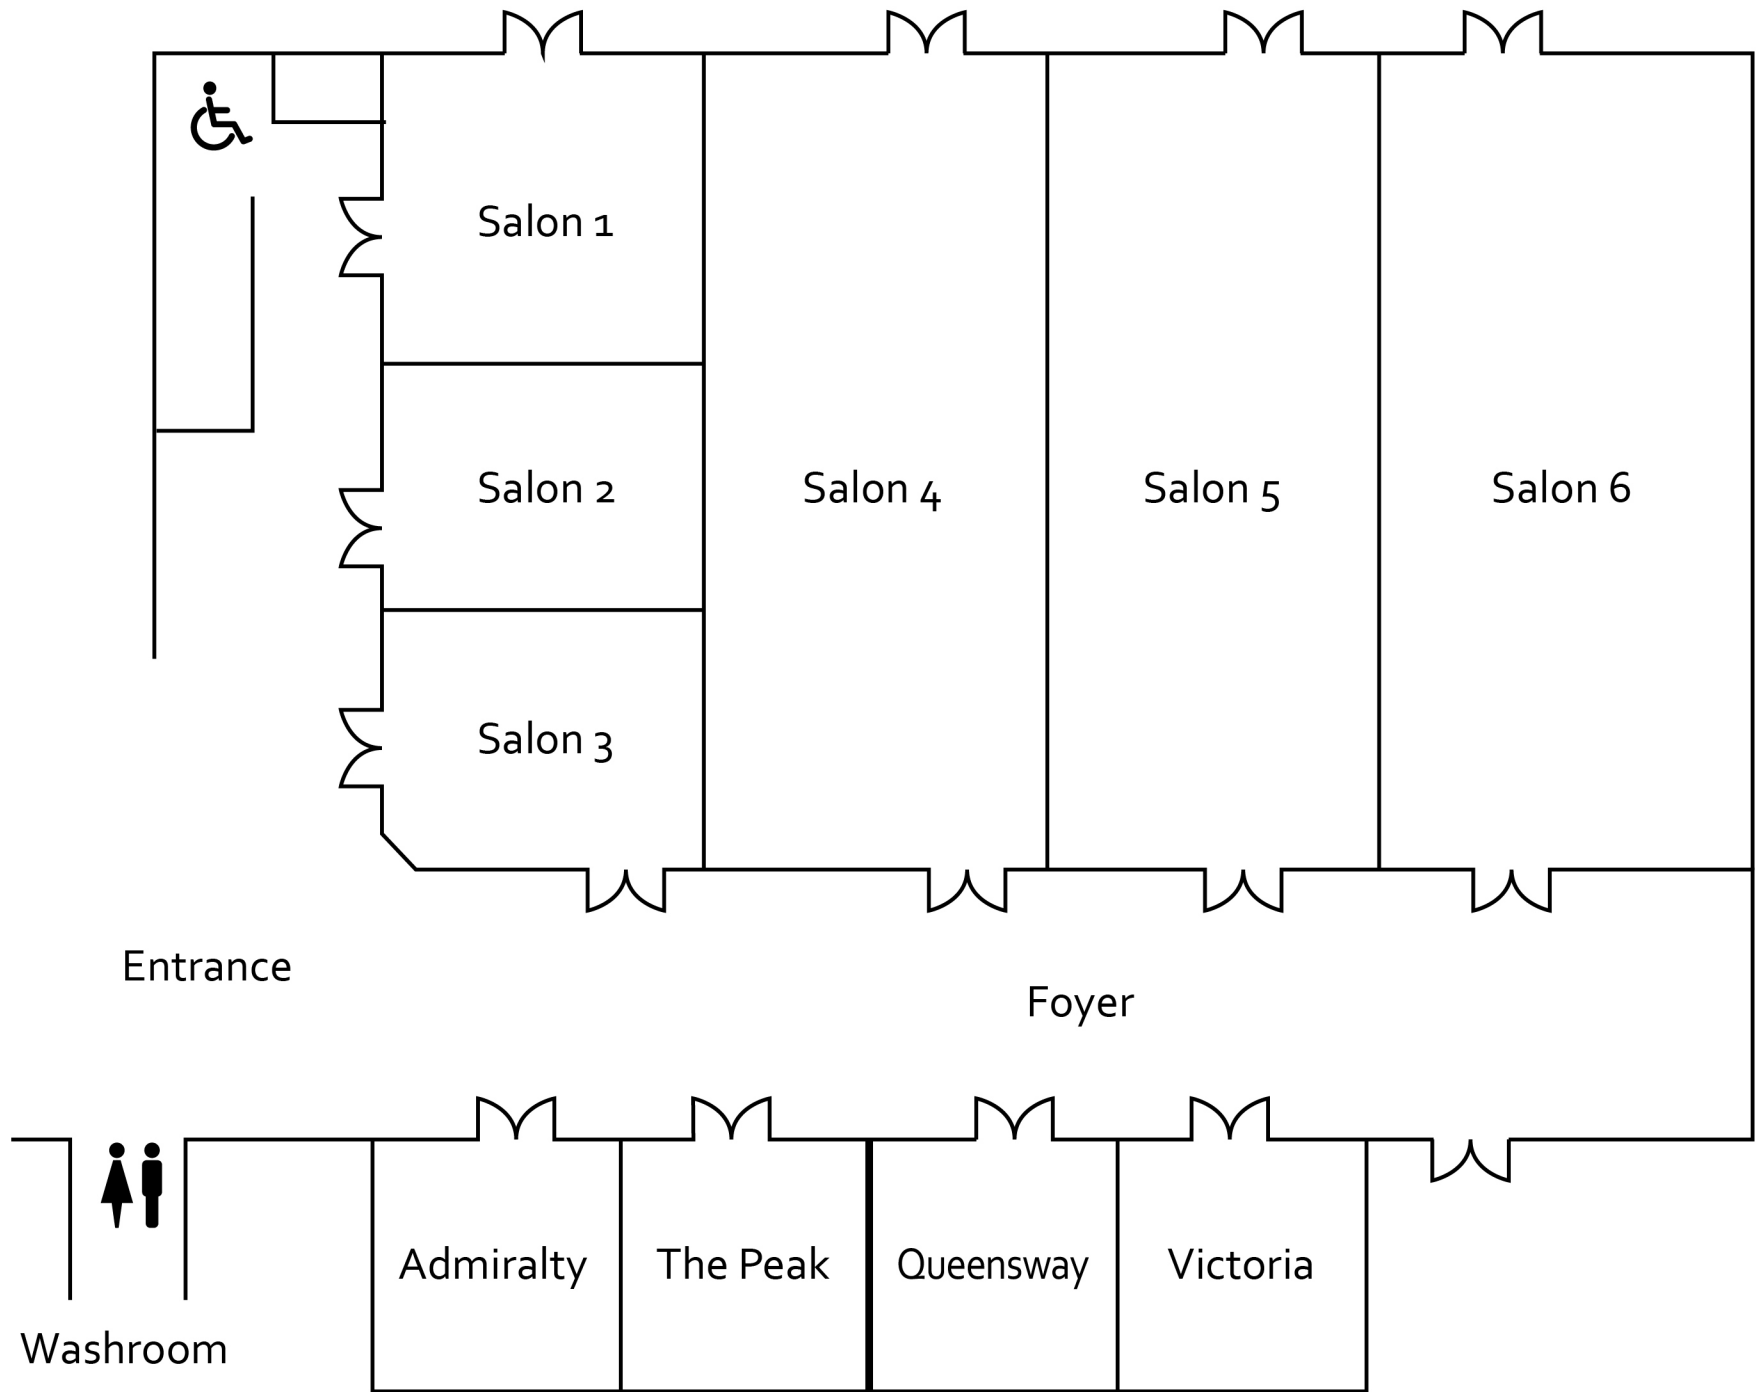 Salon 1
Salon 2
Salon 4
Salon 5
Salon 6
Salon 3
Entrance
Foyer
Admiralty
The Peak
Queensway
Victoria
Washroom